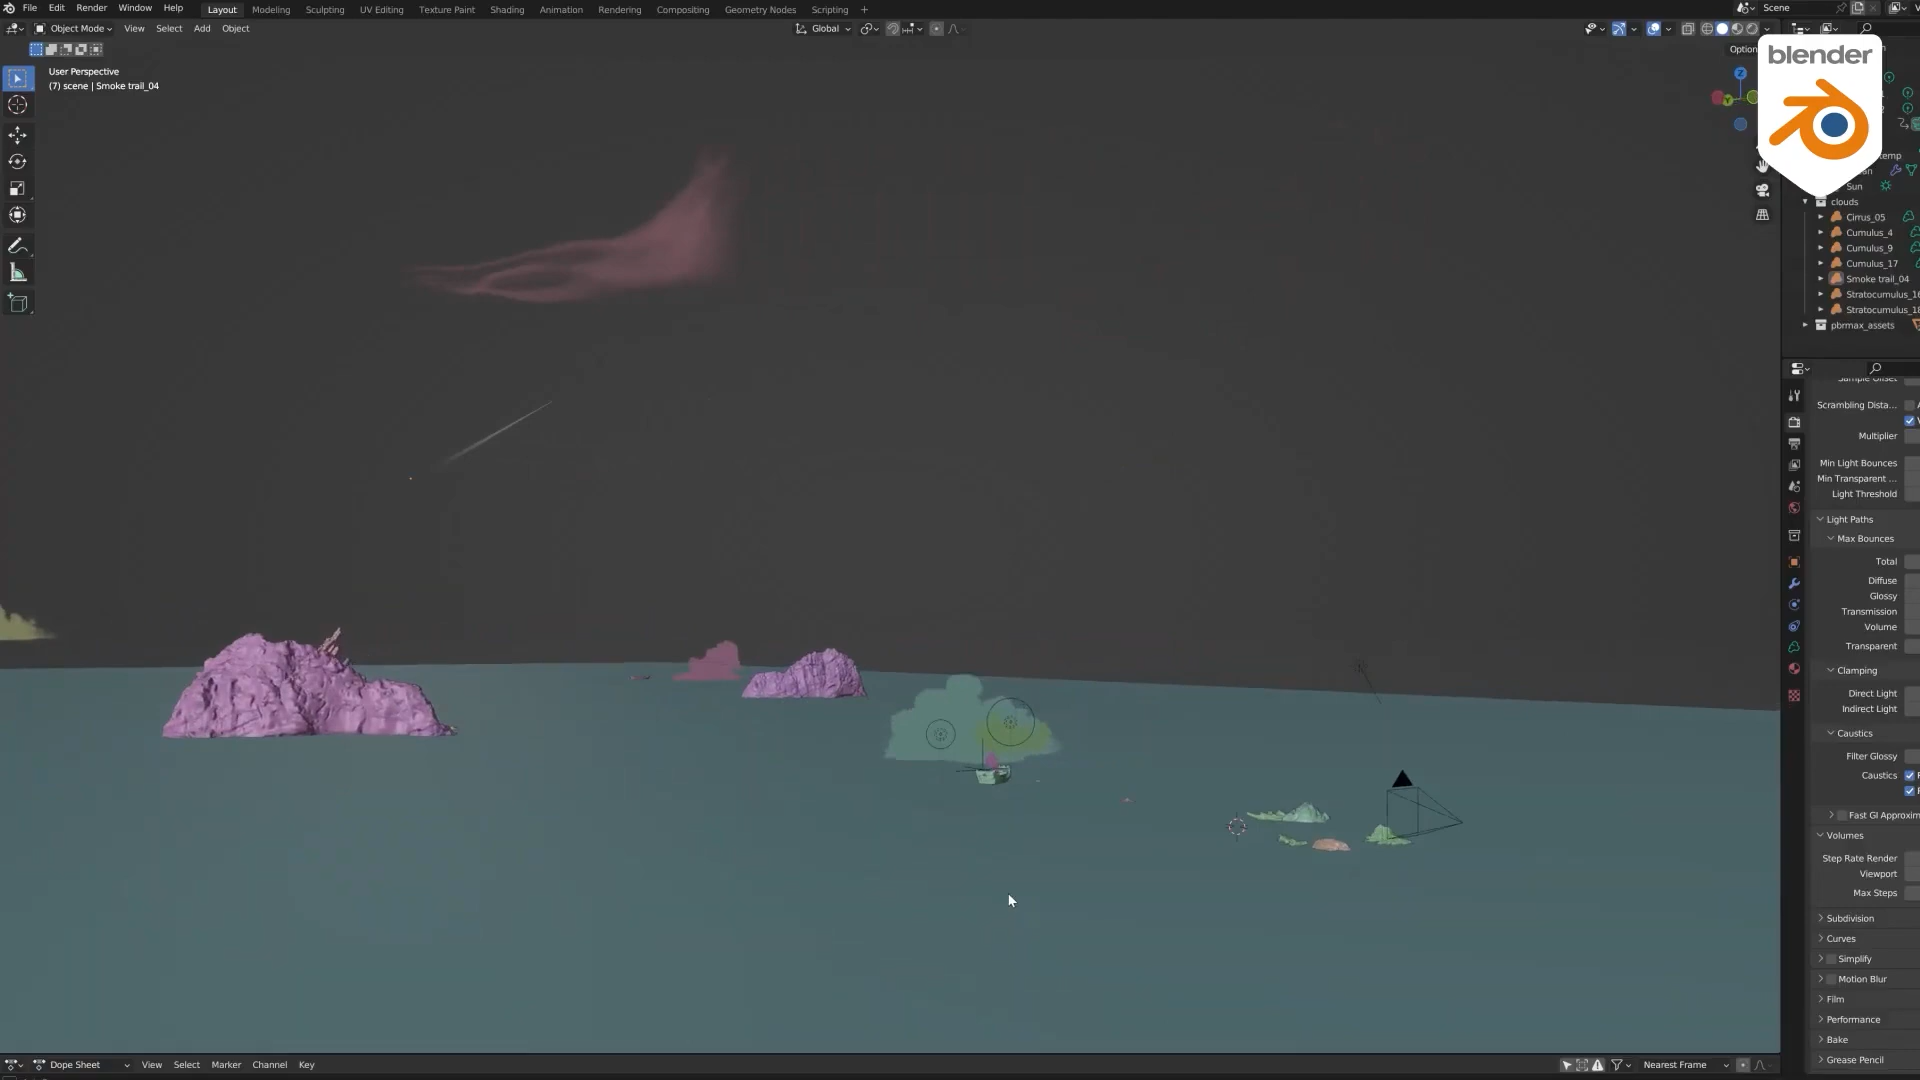 File Edit Render Window Help Layout Modeling Sculpting UV Editing Texture Paint Shading Animation Rendering Compositing Geometry Nodes Scripting + Scene
Object Mode View Select Add Object Global
User Perspective
(7) scene | Smoke trail_04
blender
Sun
clouds
Cirrus_05
Cumulus_4
Cumulus_9
Cumulus_17
Smoke trail_04
Stratocumulus_1
Stratocumulus_1
pbrmax_assets
Scrambling Dista...
Multiplier
Min Light Bounces
Min Transparent ...
Light Threshold
Light Paths
Max Bounces
Total
Diffuse
Glossy
Transmission
Volume
Transparent
Clamping
Direct Light
Indirect Light
Caustics
Filter Glossy
Caustics
Fast GI Approxim
Volumes
Step Rate Render
Viewport
Max Steps
Subdivision
Curves
Simplify
Motion Blur
Film
Performance
Bake
Grease Pencil
Dope Sheet View Select Marker Channel Key Nearest Frame